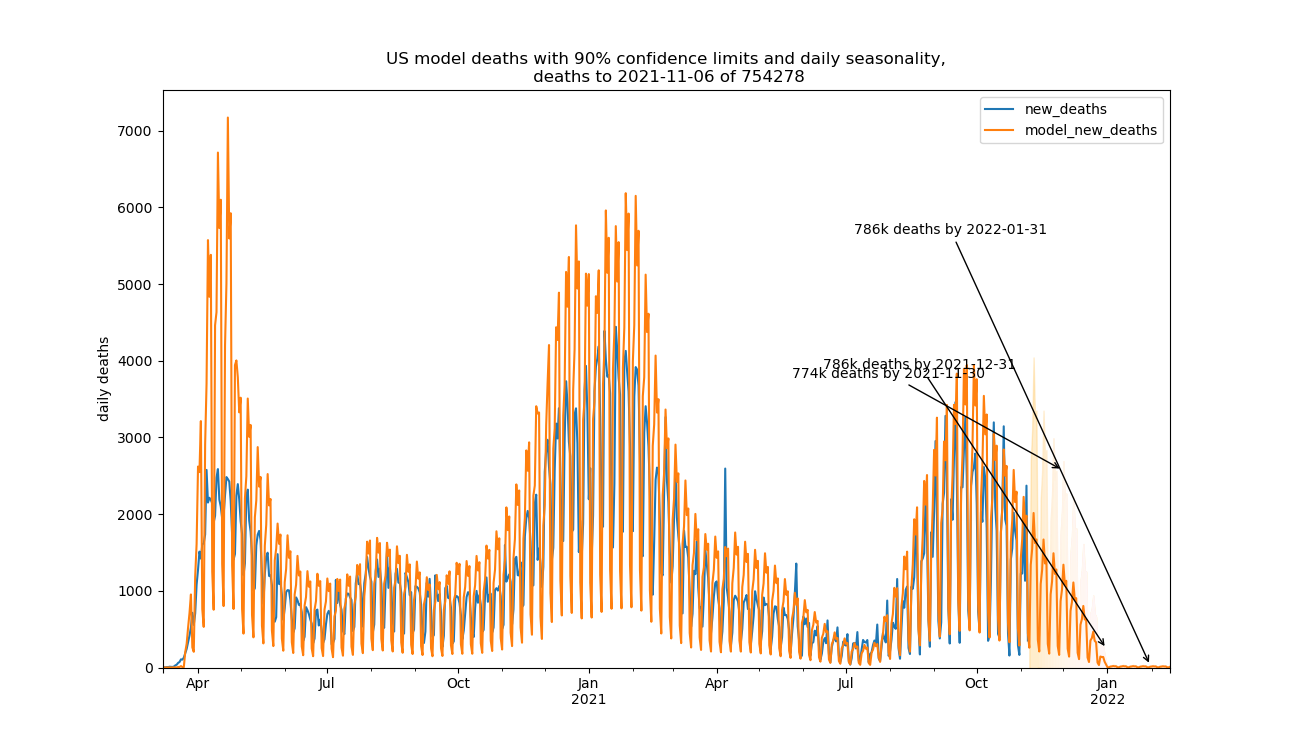 US model deaths with 90% confidence limits and daily seasonality,
deaths to 2021-11-06 of 754278
new_deaths
model_new_deaths
7000
6000
5000
4000
3000
2000
1000
0
daily deaths
786k deaths by 2022-01-31
786k deaths by 2021-12-31
774k deaths by 2021-11-30
Apr
Jul
Oct
Jan
2021
Apr
Jul
Oct
Jan
2022